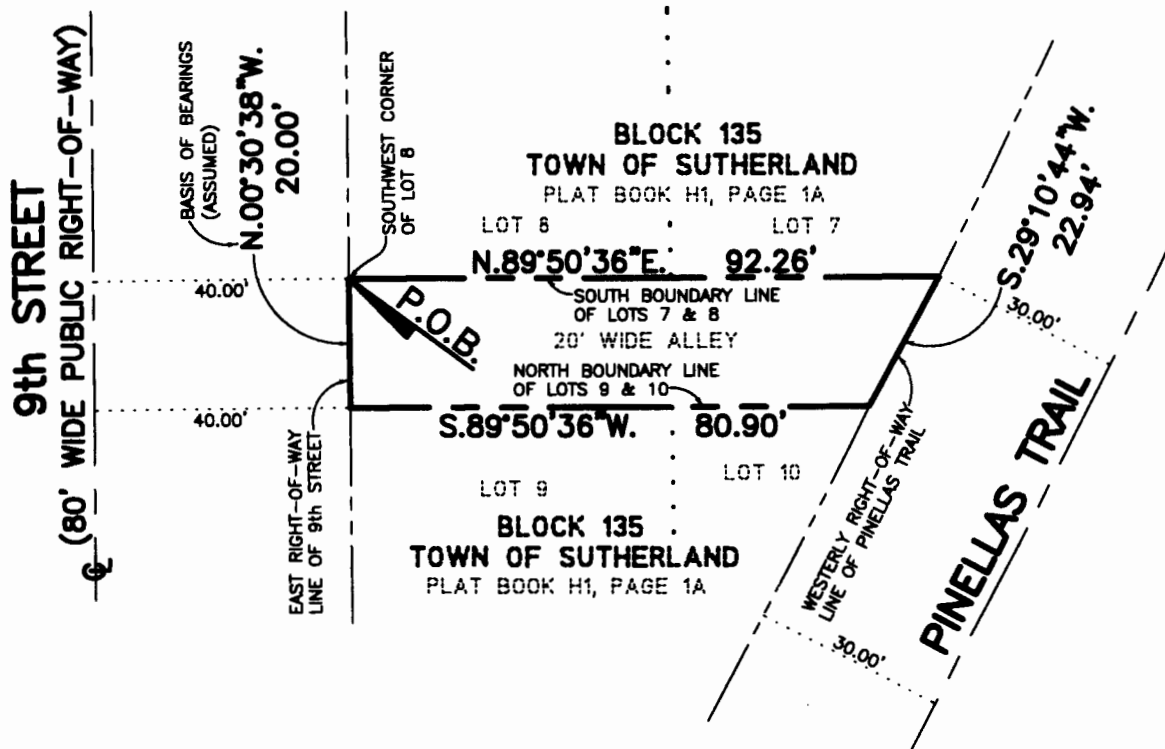 9th STREET
(80' WIDE PUBLIC RIGHT-OF-WAY)
℄
BASIS OF BEARINGS
(ASSUMED)
N.00°30'38"W.
20.00'
SOUTHWEST CORNER
OF LOT 8
BLOCK 135
TOWN OF SUTHERLAND
PLAT BOOK H1, PAGE 1A
LOT 8
LOT 7
N.89°50'36"E. 92.26'
SOUTH BOUNDARY LINE
OF LOTS 7 & 8
20' WIDE ALLEY
NORTH BOUNDARY LINE
OF LOTS 9 & 10
S.89°50'36"W. 80.90'
P.O.B.
40.00'
40.00'
EAST RIGHT-OF-WAY
LINE OF 9th STREET
LOT 9
LOT 10
BLOCK 135
TOWN OF SUTHERLAND
PLAT BOOK H1, PAGE 1A
S.29°10'44"W.
22.94'
30.00'
WESTERLY RIGHT-OF-WAY
LINE OF PINELLAS TRAIL
PINELLAS TRAIL
30.00'